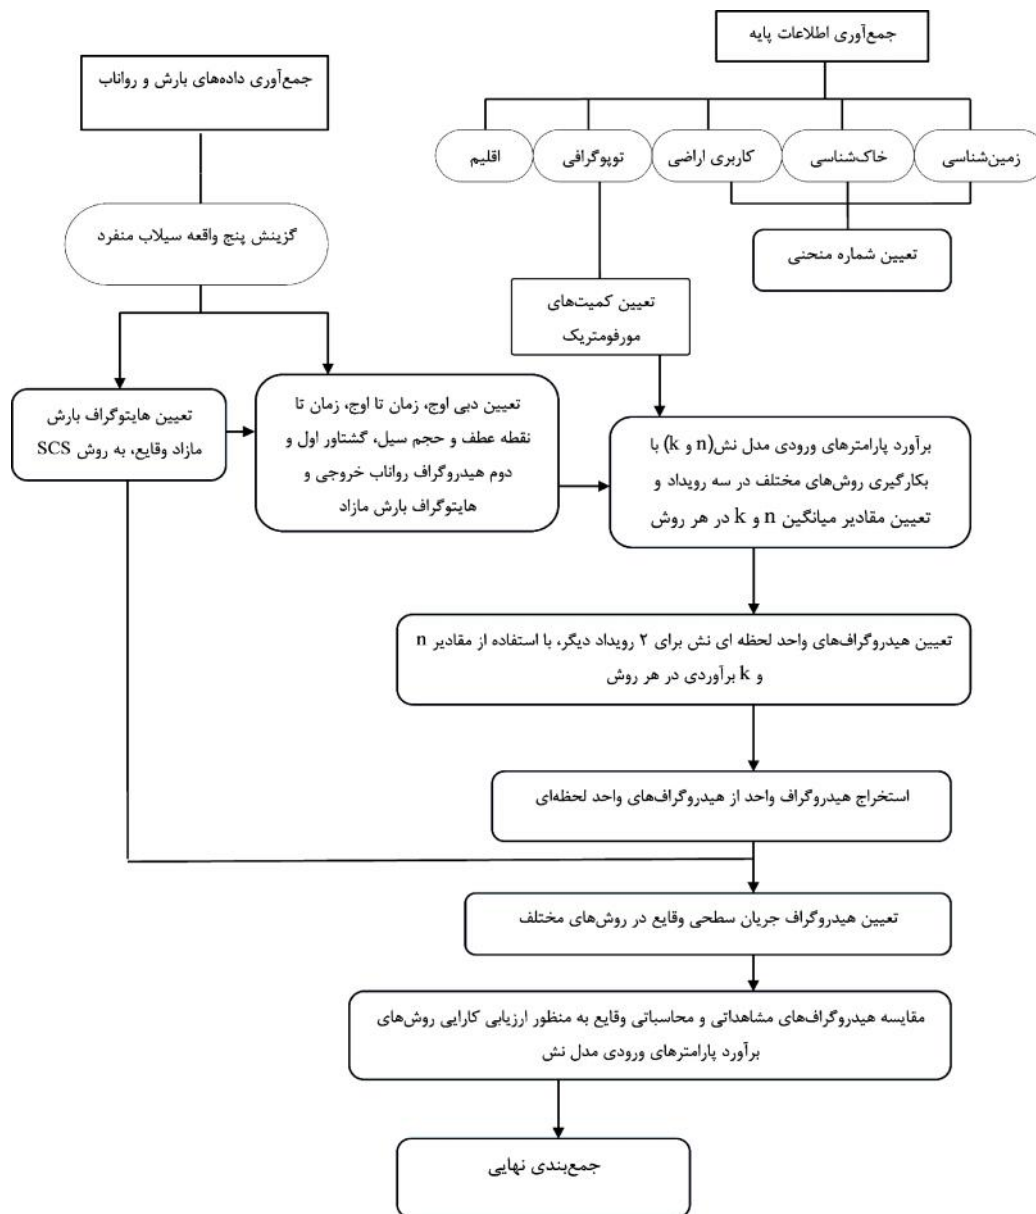 جمع‌آوری اطلاعات پایه
جمع‌آوری داده‌های بارش و رواناب
زمین‌شناسی
خاک‌شناسی
کاربری اراضی
توپوگرافی
اقلیم
گزینش پنج واقعه سیلاب منفرد
تعیین شماره منحنی
تعیین کمیت‌های
مورفومتریک
تعیین هایتوگراف بارش
مازاد وقایع، به روش SCS
تعیین دبی اوج، زمان تا اوج، زمان تا
نقطه عطف و حجم سیل، گشتاور اول و
دوم هیدروگراف رواناب خروجی و
هایتوگراف بارش مازاد
برآورد پارامترهای ورودی مدل نش(n و k) با
بکارگیری روش‌های مختلف در سه رویداد و
تعیین مقادیر میانگین n و k در هر روش
تعیین هیدروگراف‌های واحد لحظه ای نش برای ۲ رویداد دیگر، با استفاده از مقادیر n
و k برآوردی در هر روش
استخراج هیدروگراف واحد از هیدروگراف‌های واحد لحظه‌ای
تعیین هیدروگراف جریان سطحی وقایع در روش‌های مختلف
مقایسه هیدروگراف‌های مشاهداتی و محاسباتی وقایع به منظور ارزیابی کارایی روش‌های
برآورد پارامترهای ورودی مدل نش
جمع‌بندی نهایی